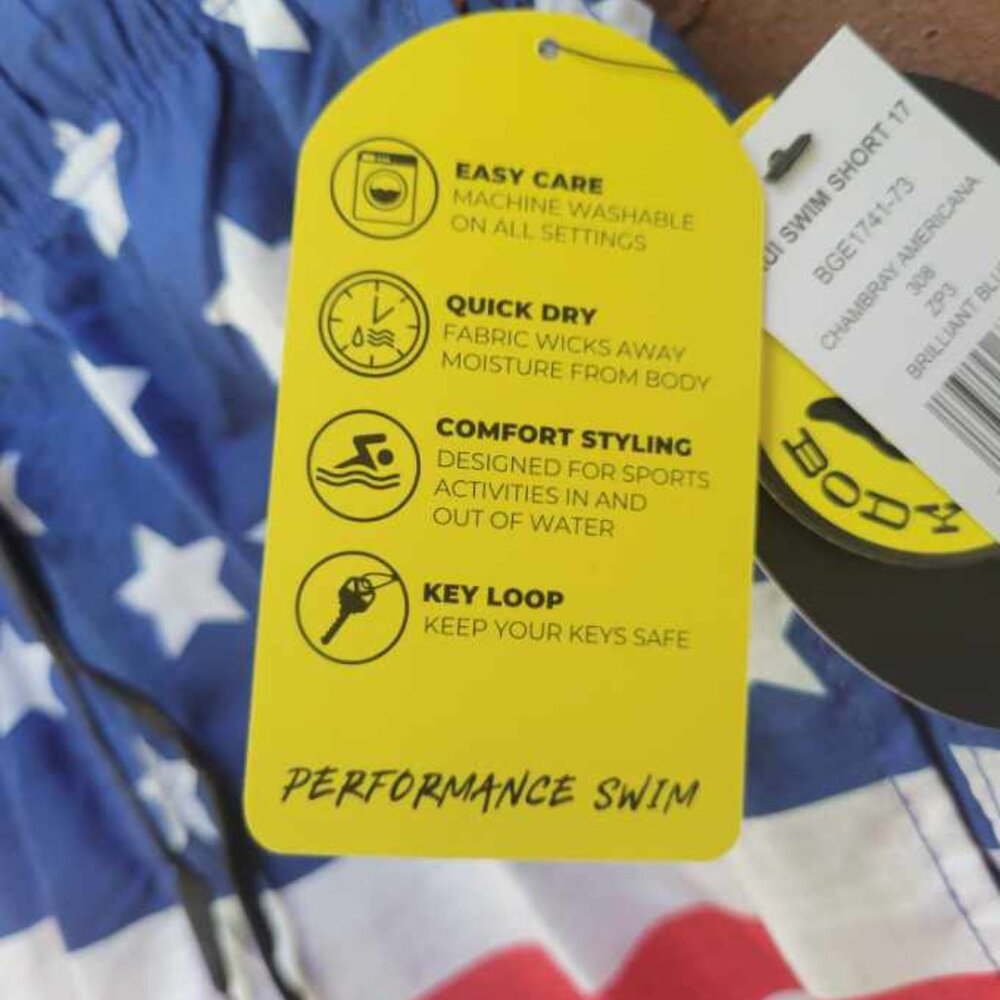 EASY CARE
MACHINE WASHABLE
ON ALL SETTINGS
QUICK DRY
FABRIC WICKS AWAY
MOISTURE FROM BODY
COMFORT STYLING
DESIGNED FOR SPORTS
ACTIVITIES IN AND
OUT OF WATER
KEY LOOP
KEEP YOUR KEYS SAFE
PERFORMANCE SWIM
SWIM SHORT 17
BGE1741-73
CHAMBRAY AMERICANA
308
ZP3
BRILLIANT
BODY